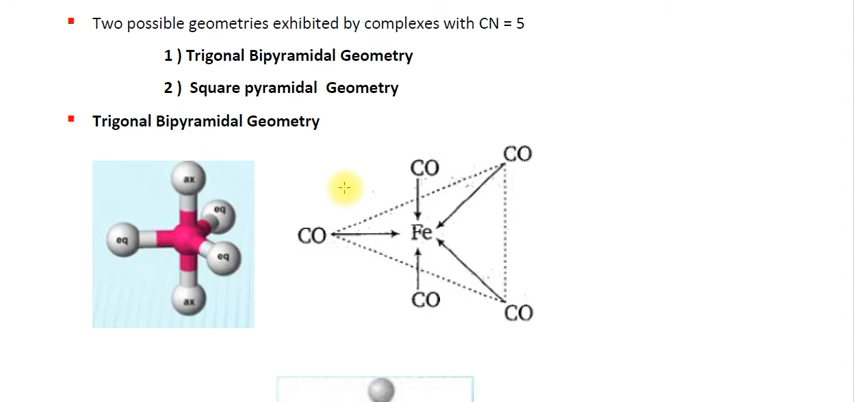 Two possible geometries exhibited by complexes with CN = 5
1 ) Trigonal Bipyramidal Geometry
2 ) Square pyramidal Geometry
Trigonal Bipyramidal Geometry
ax
eq
eq
eq
ax
CO
CO
CO
Fe
CO
CO